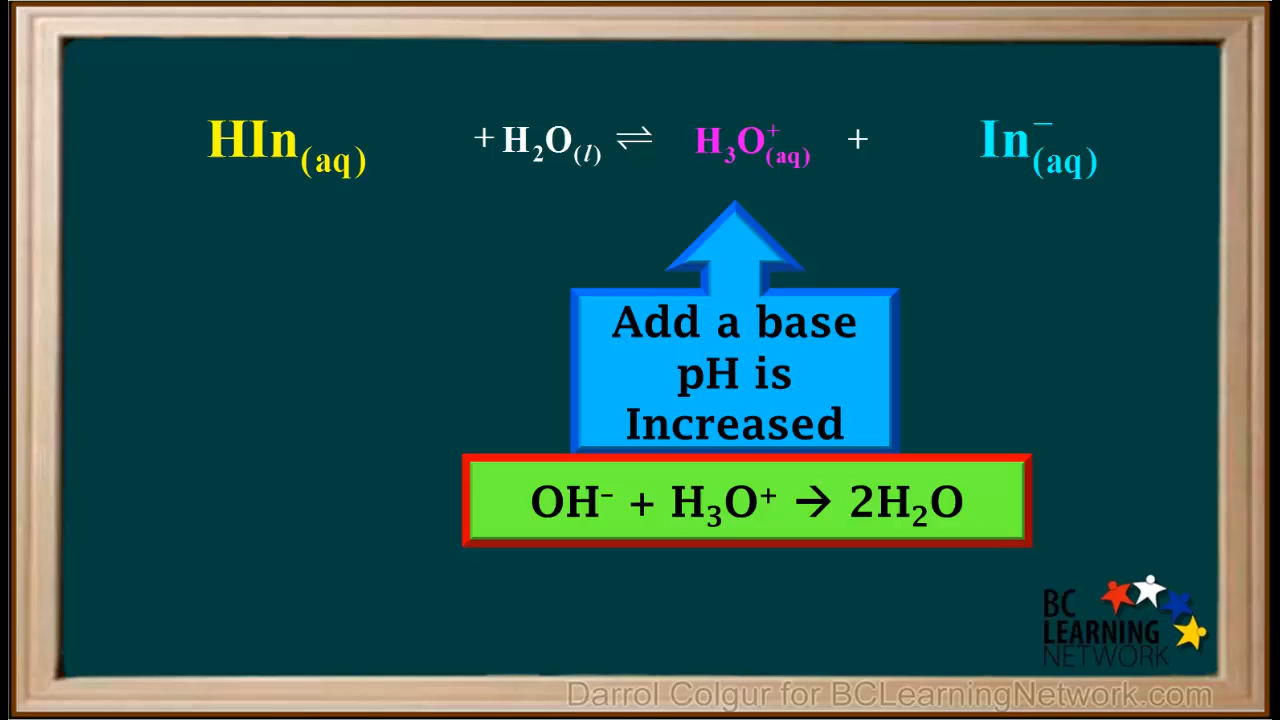 HIn(aq) + H₂O(l) ⇌ H₃O⁺(aq) + In⁻(aq)
Add a base
pH is
Increased
OH⁻ + H₃O⁺ → 2H₂O
BC
LEARNING
NETWORK
Darrol Colgur for BCLearningNetwork.com